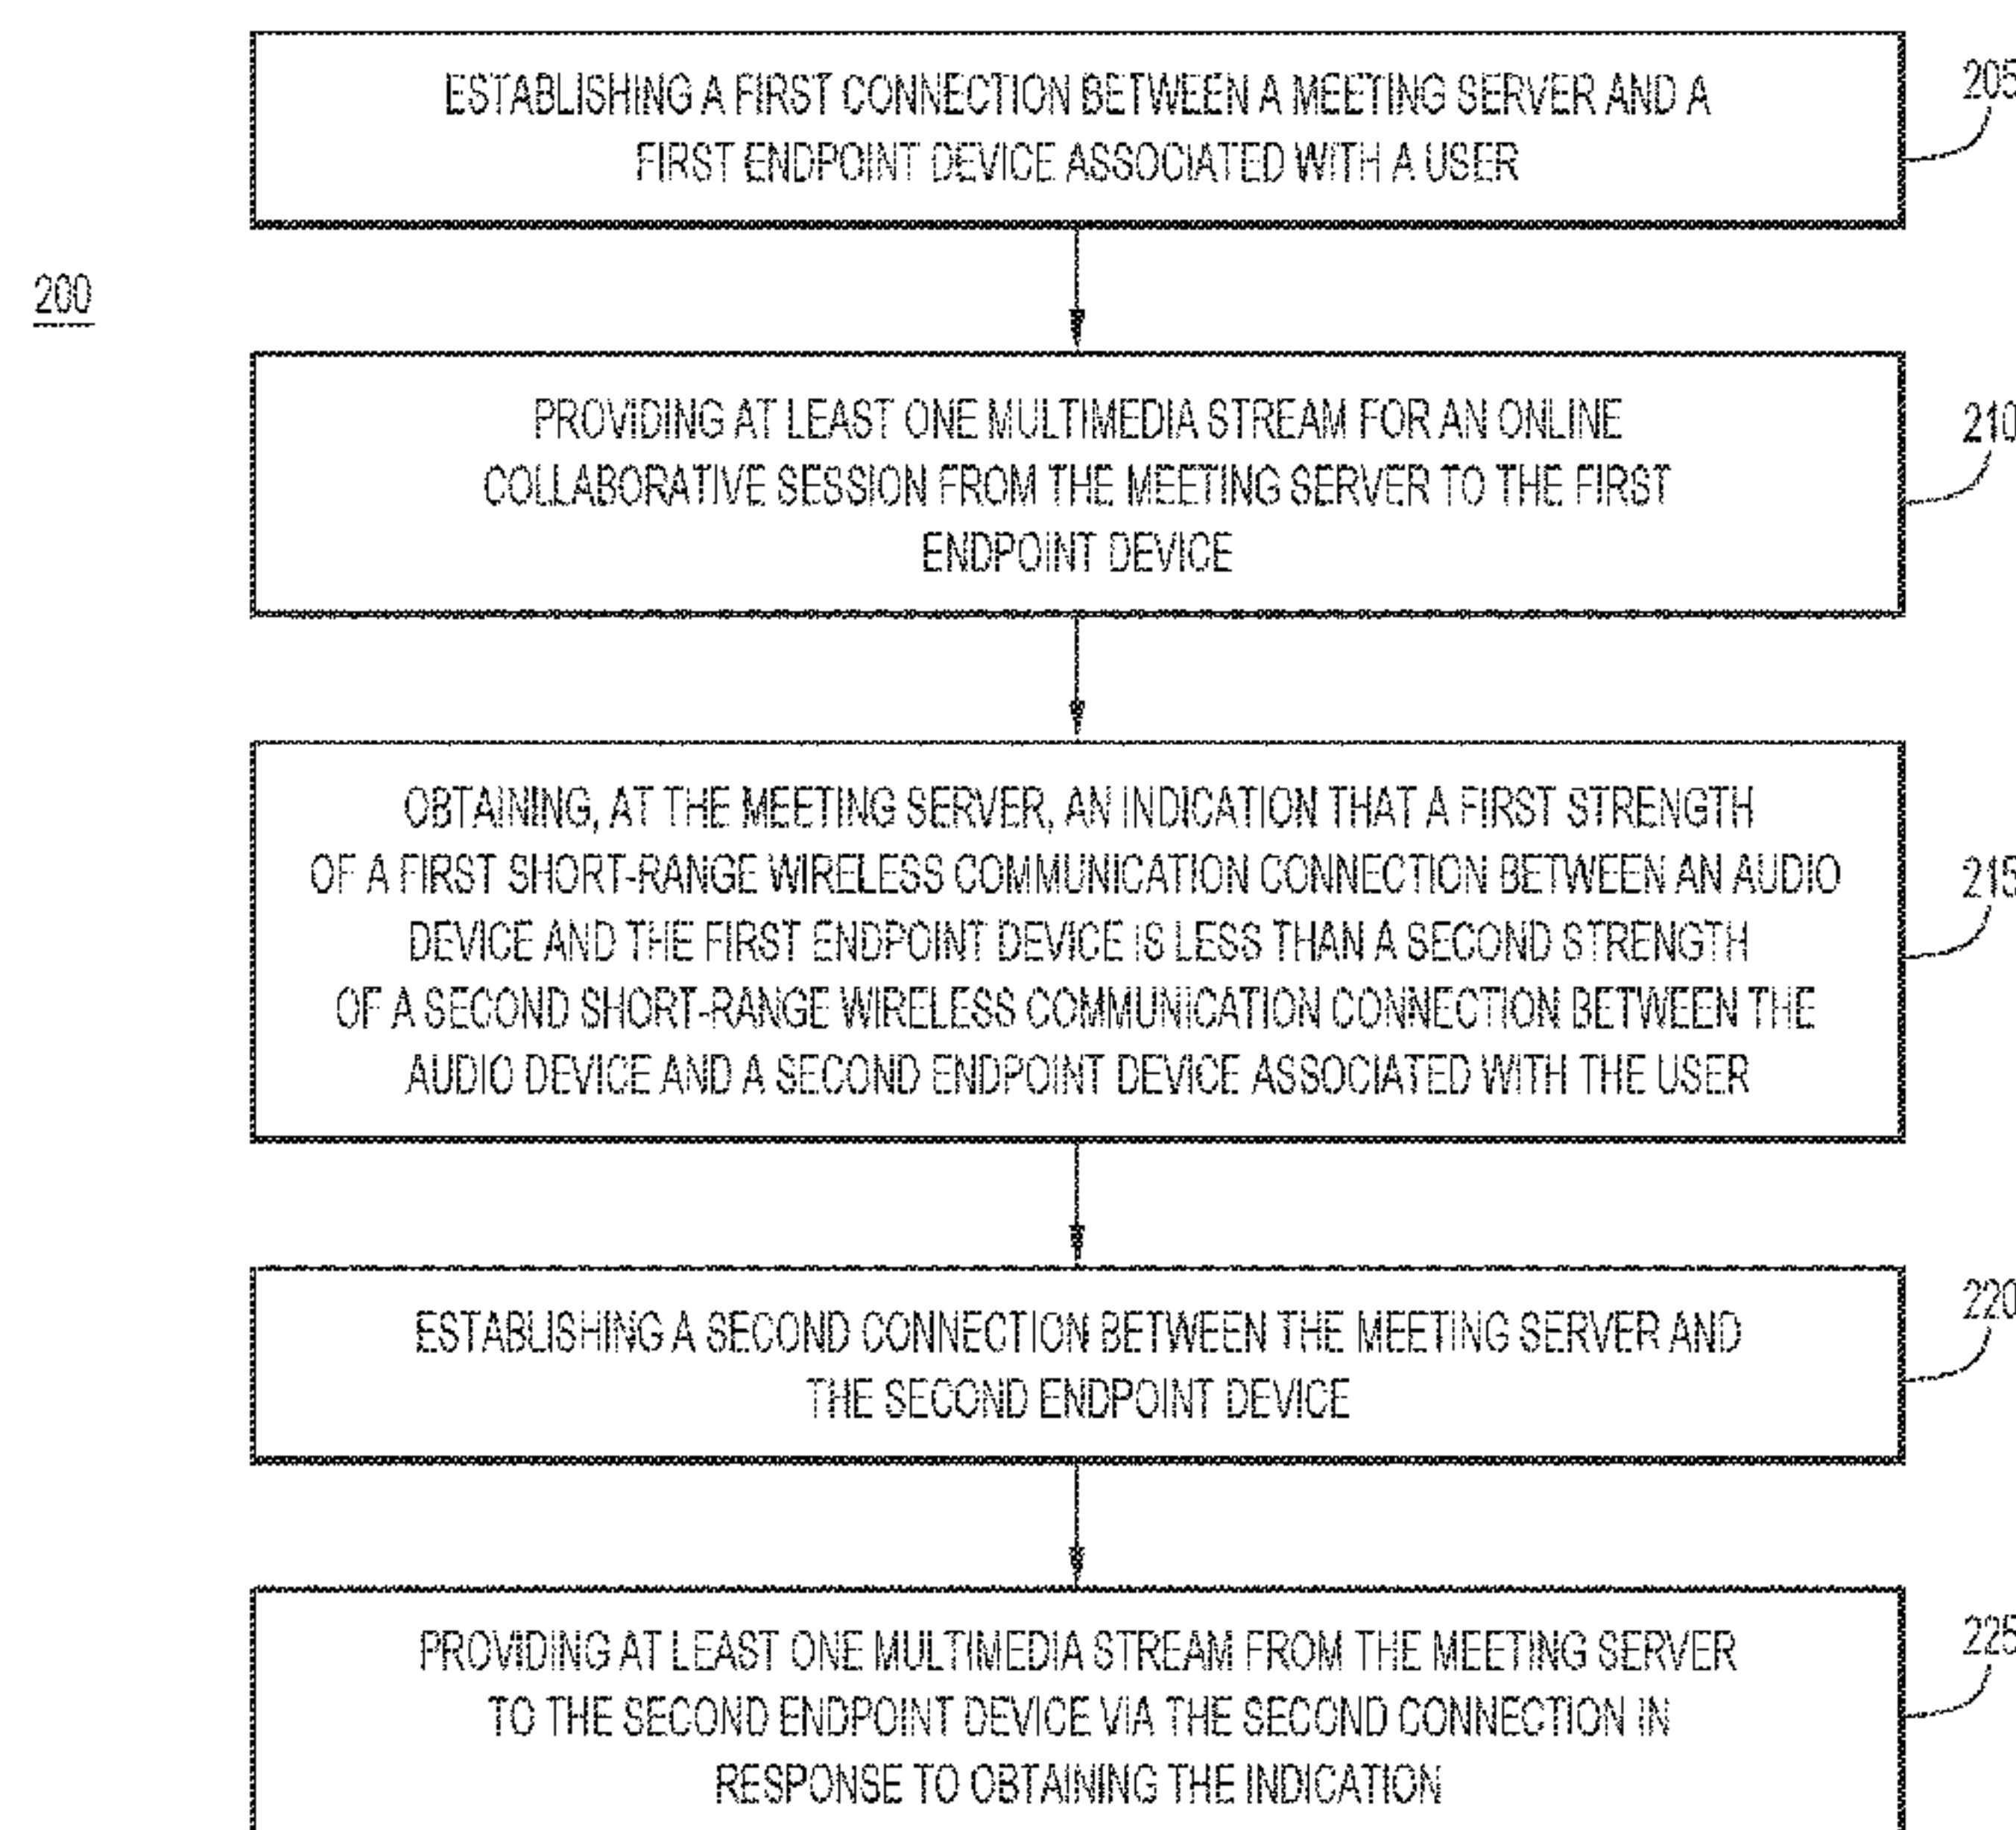 ESTABLISHING A FIRST CONNECTION BETWEEN A MEETING SERVER AND A
FIRST ENDPOINT DEVICE ASSOCIATED WITH A USER
205
200
PROVIDING AT LEAST ONE MULTIMEDIA STREAM FOR AN ONLINE
COLLABORATIVE SESSION FROM THE MEETING SERVER TO THE FIRST
ENDPOINT DEVICE
210
OBTAINING, AT THE MEETING SERVER, AN INDICATION THAT A FIRST STRENGTH
OF A FIRST SHORT-RANGE WIRELESS COMMUNICATION CONNECTION BETWEEN AN AUDIO
DEVICE AND THE FIRST ENDPOINT DEVICE IS LESS THAN A SECOND STRENGTH
OF A SECOND SHORT-RANGE WIRELESS COMMUNICATION CONNECTION BETWEEN THE
AUDIO DEVICE AND A SECOND ENDPOINT DEVICE ASSOCIATED WITH THE USER
215
ESTABLISHING A SECOND CONNECTION BETWEEN THE MEETING SERVER AND
THE SECOND ENDPOINT DEVICE
220
PROVIDING AT LEAST ONE MULTIMEDIA STREAM FROM THE MEETING SERVER
TO THE SECOND ENDPOINT DEVICE VIA THE SECOND CONNECTION IN
RESPONSE TO OBTAINING THE INDICATION
225